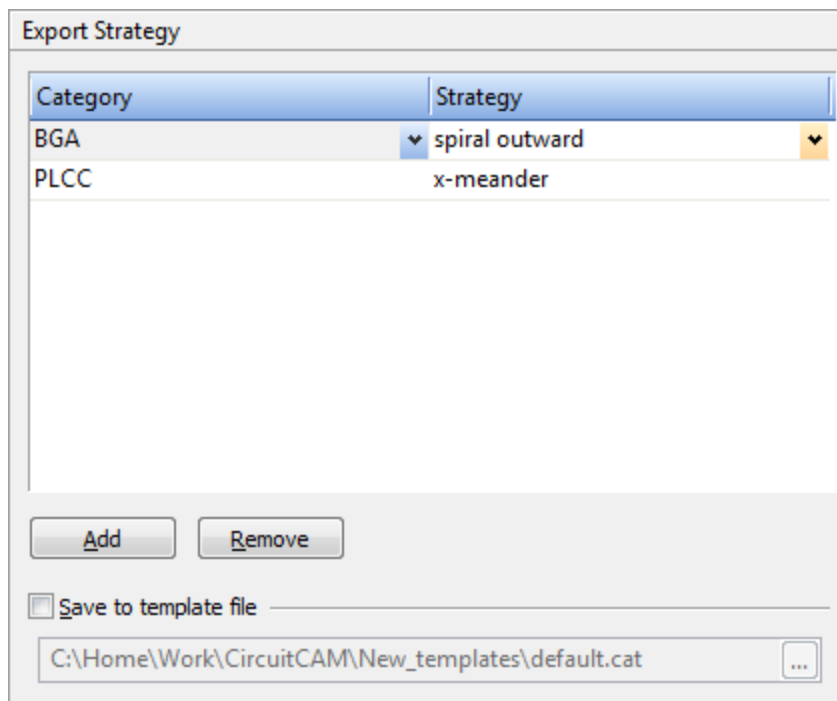 Export Strategy
Category Strategy
BGA spiral outward
PLCC x-meander
Add Remove
Save to template file
C:\Home\Work\CircuitCAM\New_templates\default.cat ...